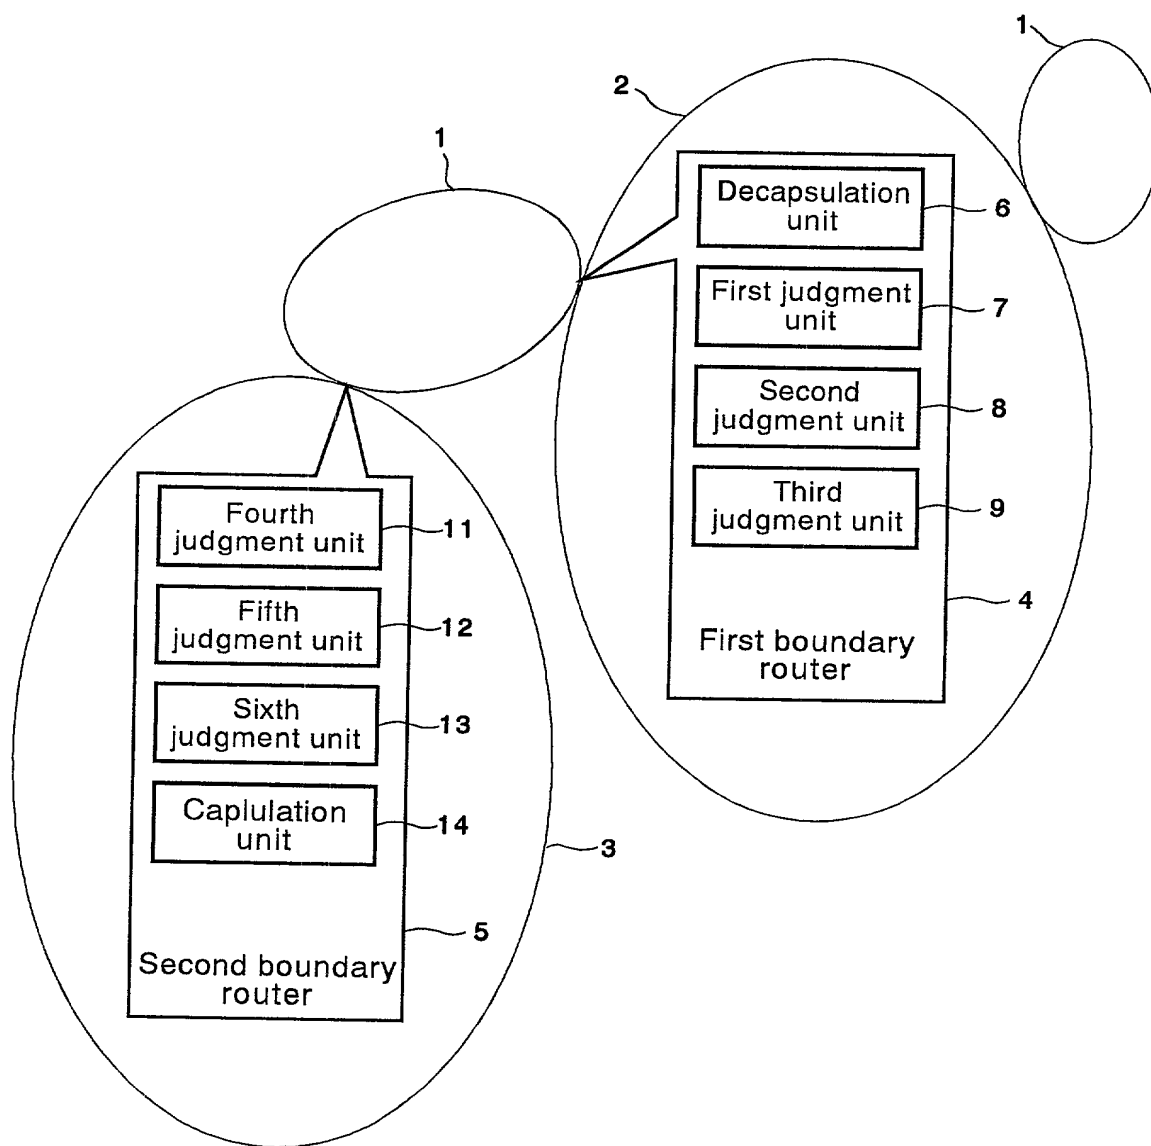 1
2
1
Decapsulation
unit
6
First judgment
unit
7
Second
judgment unit
8
Third
judgment unit
9
4
First boundary
router
Fourth
judgment unit
11
Fifth
judgment unit
12
Sixth
judgment unit
13
Caplulation
unit
14
3
5
Second boundary
router